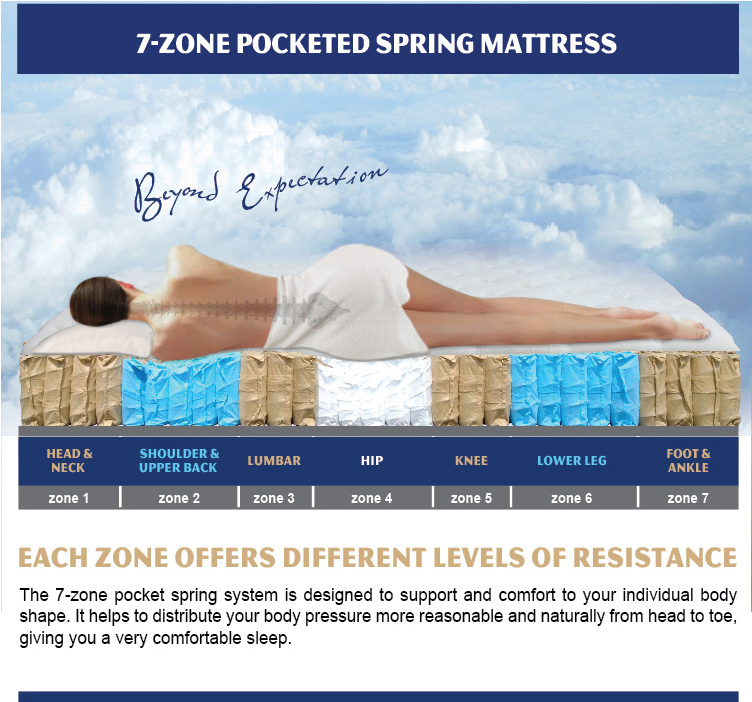 7-ZONE POCKETED SPRING MATTRESS
Beyond Expectation
HEAD & NECK
SHOULDER & UPPER BACK
LUMBAR
HIP
KNEE
LOWER LEG
FOOT & ANKLE
zone 1
zone 2
zone 3
zone 4
zone 5
zone 6
zone 7
EACH ZONE OFFERS DIFFERENT LEVELS OF RESISTANCE
The 7-zone pocket spring system is designed to support and comfort to your individual body
shape. It helps to distribute your body pressure more reasonable and naturally from head to toe,
giving you a very comfortable sleep.